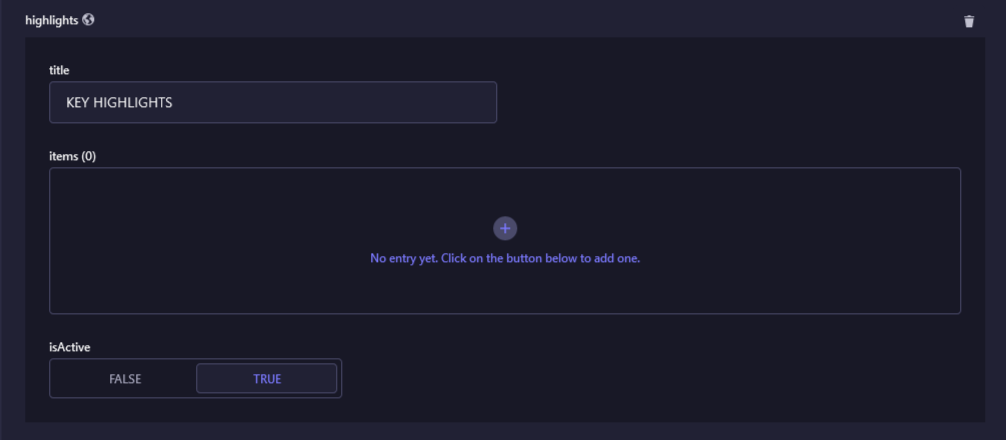 highlights
title
KEY HIGHLIGHTS
items (0)
No entry yet. Click on the button below to add one.
isActive
FALSE TRUE